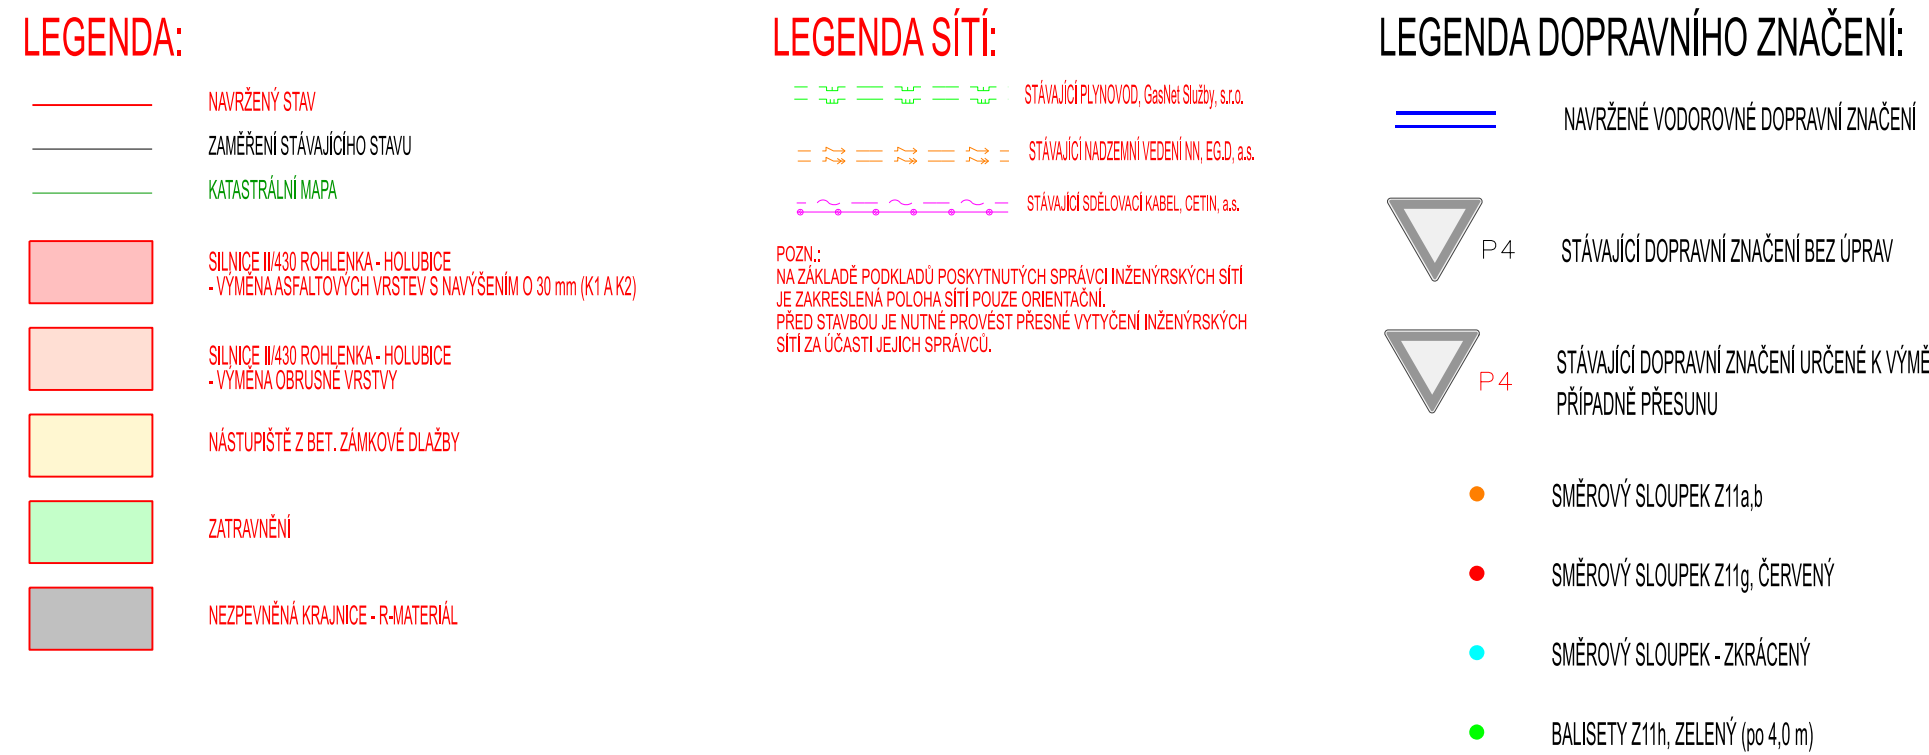 LEGENDA:
NAVRŽENÝ STAV
ZAMĚŘENÍ STÁVAJÍCÍHO STAVU
KATASTRÁLNÍ MAPA
SILNICE II/430 ROHLENKA - HOLUBICE
- VÝMĚNA ASFALTOVÝCH VRSTEV S NAVÝŠENÍM O 30 mm (K1 A K2)
SILNICE II/430 ROHLENKA - HOLUBICE
- VÝMĚNA OBRUSNÉ VRSTVY
NÁSTUPIŠTĚ Z BET. ZÁMKOVÉ DLAŽBY
ZATRAVNĚNÍ
NEZPEVNĚNÁ KRAJNICE - R-MATERIÁL
LEGENDA SÍTÍ:
STÁVAJÍCÍ PLYNOVOD, GasNet Služby, s.r.o.
STÁVAJÍCÍ NADZEMNÍ VEDENÍ NN, EG.D, a.s.
STÁVAJÍCÍ SDĚLOVACÍ KABEL, CETIN, a.s.
POZN.:
NA ZÁKLADĚ PODKLADŮ POSKYTNUTÝCH SPRÁVCI INŽENÝRSKÝCH SÍTÍ
JE ZAKRESLENÁ POLOHA SÍTÍ POUZE ORIENTAČNÍ.
PŘED STAVBOU JE NUTNÉ PROVÉST PŘESNÉ VYTYČENÍ INŽENÝRSKÝCH
SÍTÍ ZA ÚČASTI JEJICH SPRÁVCŮ.
LEGENDA DOPRAVNÍHO ZNAČENÍ:
NAVRŽENÉ VODOROVNÉ DOPRAVNÍ ZNAČENÍ
P4
STÁVAJÍCÍ DOPRAVNÍ ZNAČENÍ BEZ ÚPRAV
P4
STÁVAJÍCÍ DOPRAVNÍ ZNAČENÍ URČENÉ K VÝMĚ
PŘÍPADNĚ PŘESUNU
SMĚROVÝ SLOUPEK Z11a,b
SMĚROVÝ SLOUPEK Z11g, ČERVENÝ
SMĚROVÝ SLOUPEK - ZKRÁCENÝ
BALISETY Z11h, ZELENÝ (po 4,0 m)